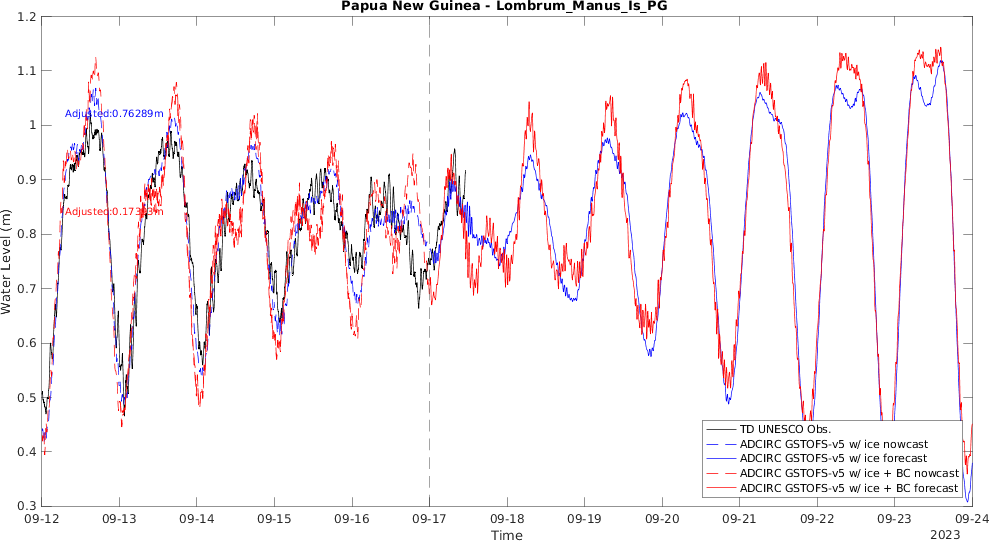 Papua New Guinea - Lombrum_Manus_Is_PG
1.2
1.1
1
0.9
0.8
0.7
0.6
0.5
0.4
0.3
Water Level (m)
Adjusted:0.76289m
TD UNESCO Obs.
ADCIRC GSTOFS-v5 w/ ice nowcast
ADCIRC GSTOFS-v5 w/ ice forecast
ADCIRC GSTOFS-v5 w/ ice + BC nowcast
ADCIRC GSTOFS-v5 w/ ice + BC forecast
09-12 09-13 09-14 09-15 09-16 09-17 09-18 09-19 09-20 09-21 09-22 09-23 09-24
Time
2023